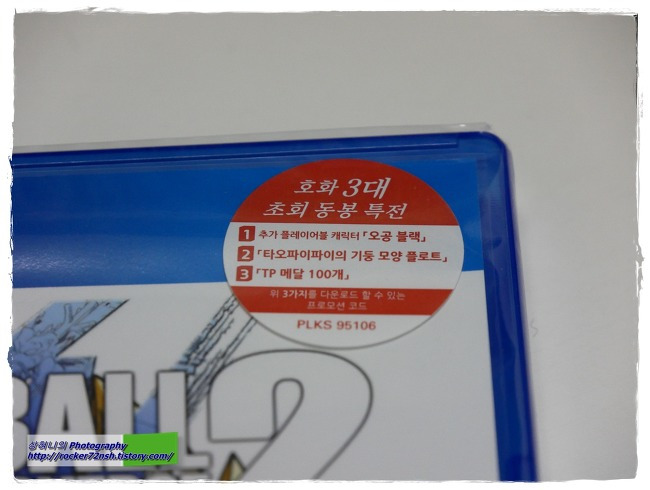 호화 3대
초회 동봉 특전
1 추가 플레이어블 캐릭터 「오공 블랙」
2 「타오파이파이의 기둥 모양 플로트」
3 「TP 메달 100개」
위 3가지를 다운로드 할 수 있는
프로모션 코드
PLKS 95106
BALL
2
Photography
http://rocker72nsh.tistory.com/